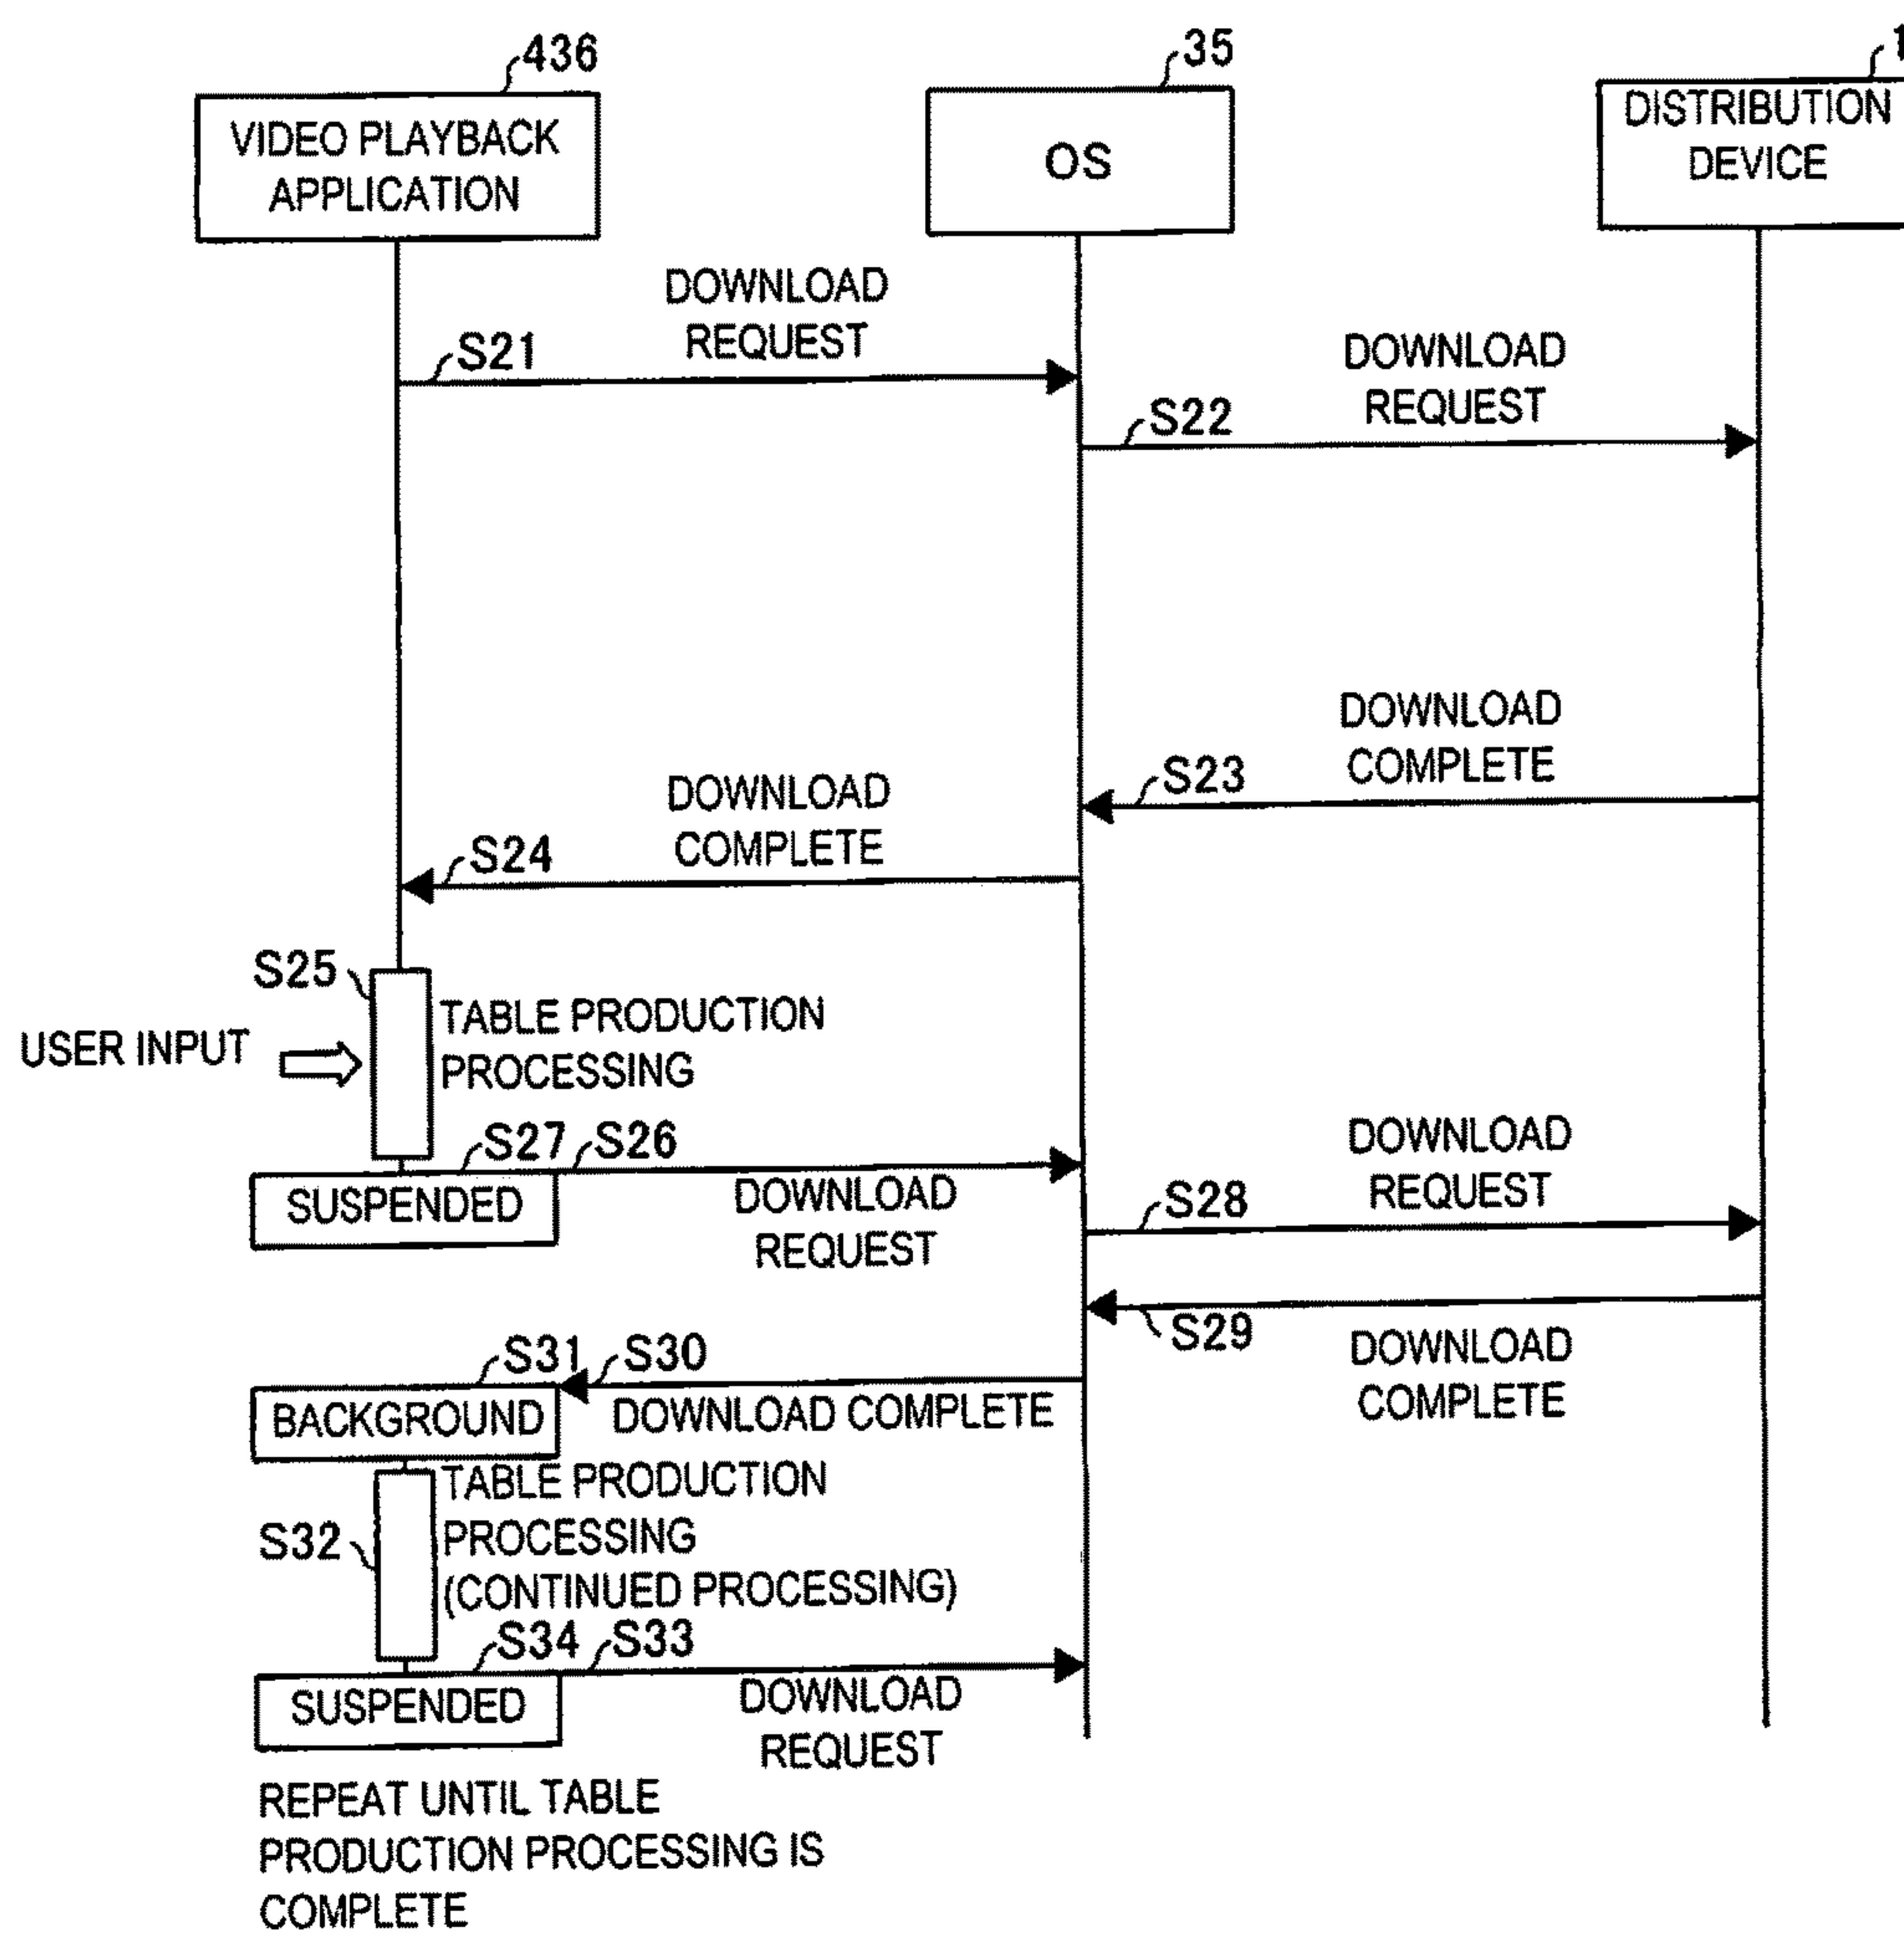 436
35
VIDEO PLAYBACK
APPLICATION
OS
DISTRIBUTION
DEVICE
DOWNLOAD
REQUEST
S21
DOWNLOAD
REQUEST
S22
DOWNLOAD
COMPLETE
S23
DOWNLOAD
COMPLETE
S24
S25
USER INPUT
TABLE PRODUCTION
PROCESSING
S27
S26
SUSPENDED
DOWNLOAD
REQUEST
DOWNLOAD
REQUEST
S28
S29
DOWNLOAD
COMPLETE
S31
S30
BACKGROUND
DOWNLOAD COMPLETE
TABLE PRODUCTION
PROCESSING
(CONTINUED PROCESSING)
S32
S34
S33
SUSPENDED
DOWNLOAD
REQUEST
REPEAT UNTIL TABLE
PRODUCTION PROCESSING IS
COMPLETE